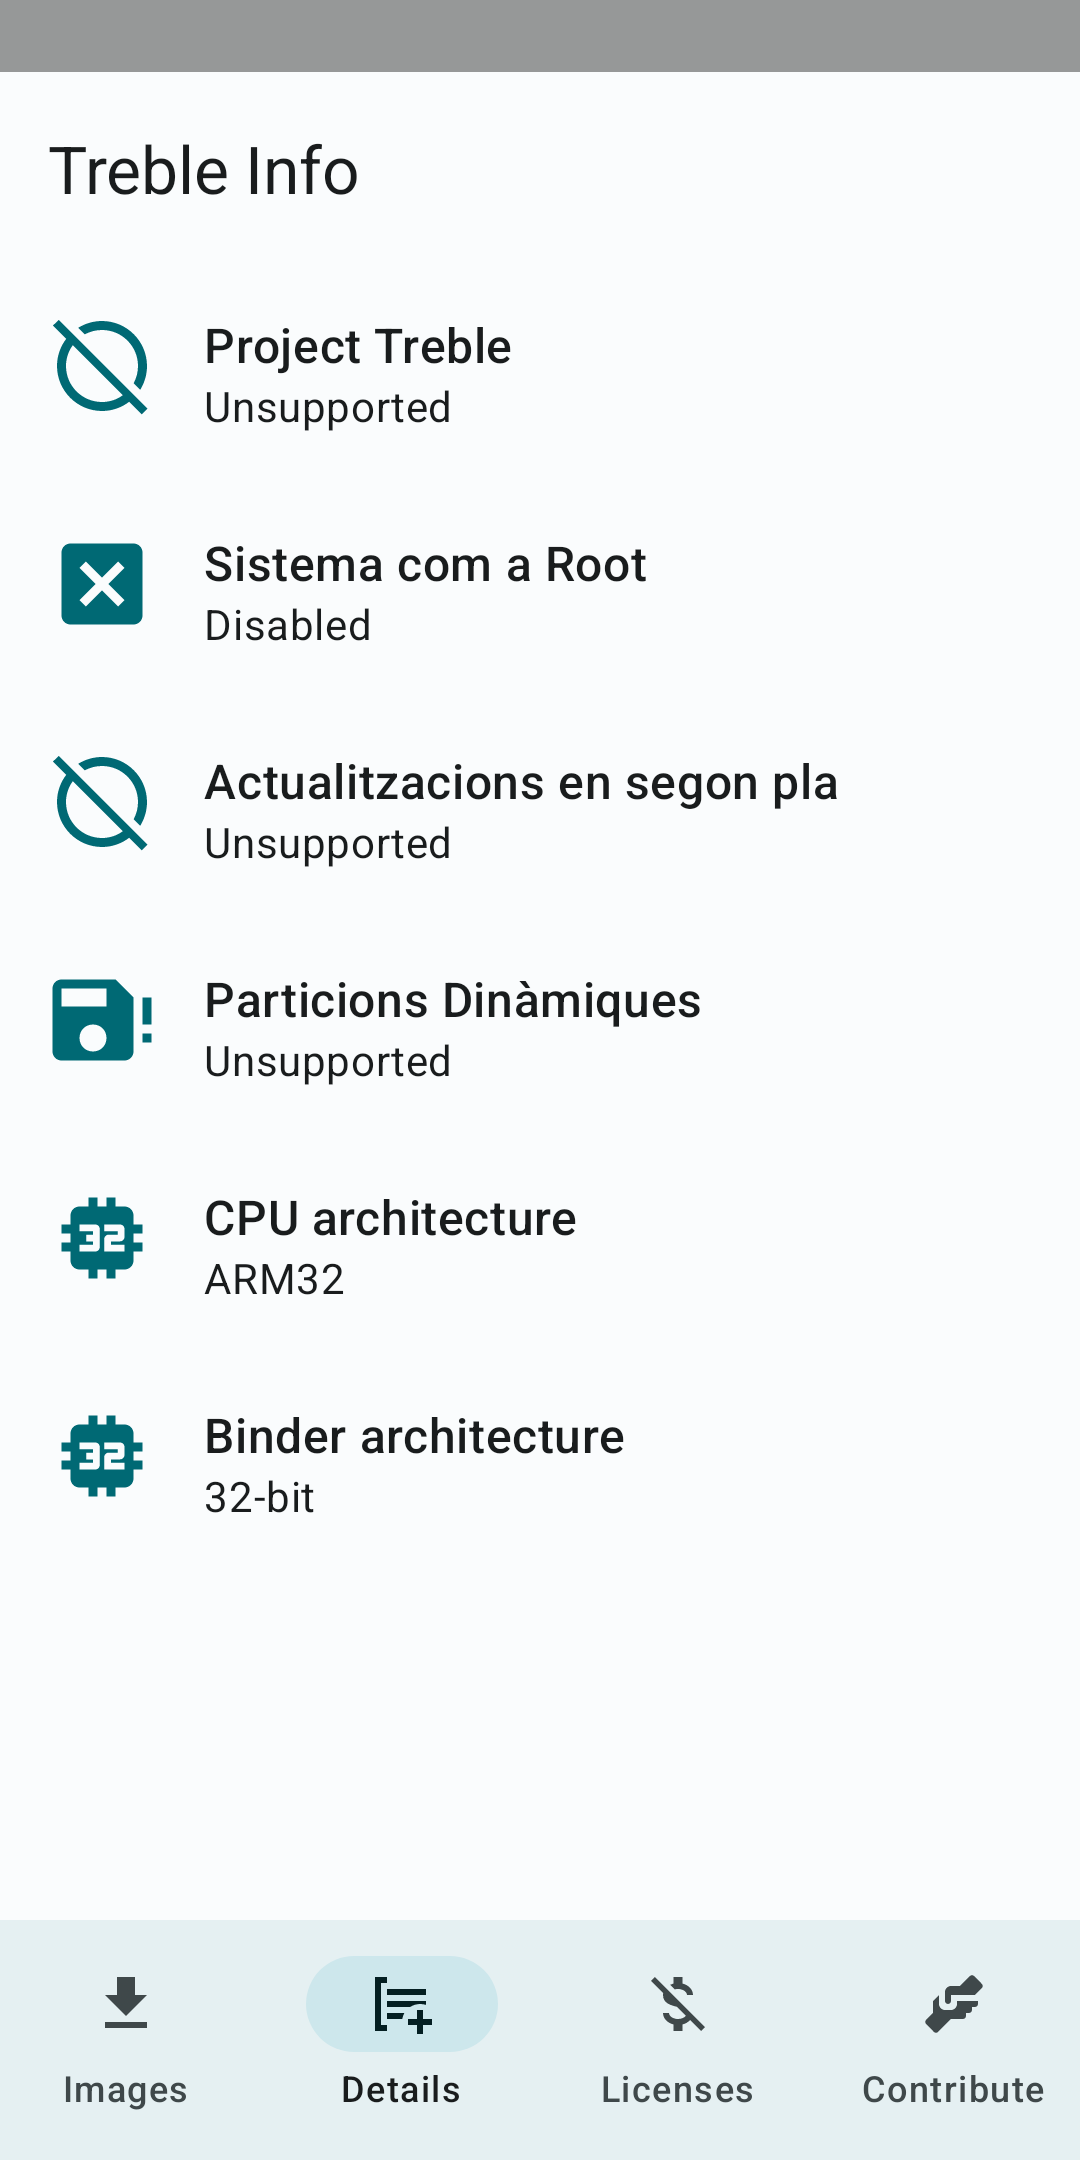 Treble Info
Project Treble
Unsupported
Sistema com a Root
Disabled
Actualitzacions en segon pla
Unsupported
Particions Dinàmiques
Unsupported
32
CPU architecture
ARM32
32
Binder architecture
32-bit
Images
Details
Licenses
Contribute